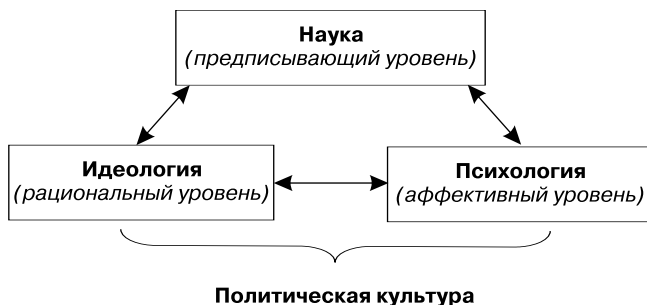 Наука
(предписывающий уровень)
Идеология
(рациональный уровень)
Психология
(аффективный уровень)
Политическая культура